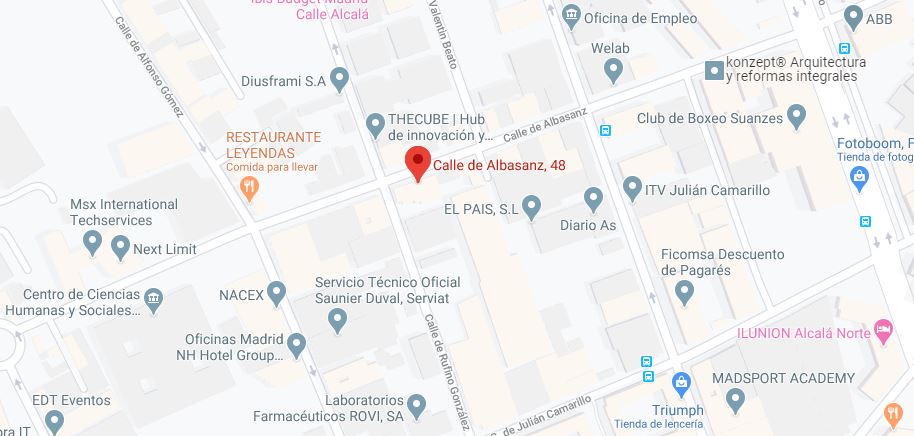 Ibis Budget Madrid
Calle Alcalá
Calle de Alfonso Gómez
Valentín Beato
Oficina de Empleo
ABB
Welab
konzept® Arquitectura
y reformas integrales
Diusframi S.A
THECUBE | Hub
de innovación y...
Calle de Albasanz
Club de Boxeo Suanzes
RESTAURANTE
LEYENDAS
Comida para llevar
Calle de Albasanz, 48
Fotoboom, F
Tienda de fotog
ITV Julián Camarillo
Msx International
Techservices
Next Limit
EL PAIS, S.L
Diario As
Ficomsa Descuento
de Pagarés
Servicio Técnico Oficial
Saunier Duval, Serviat
Centro de Ciencias
Humanas y Sociales...
NACEX
Calle de Rufino González
Oficinas Madrid
NH Hotel Group...
ILUNION Alcalá Norte
MADSPORT ACADEMY
EDT Eventos
Laboratorios
Farmacéuticos ROVI, SA
C. de Julián Camarillo
Triumph
Tienda de lencería
ora IT